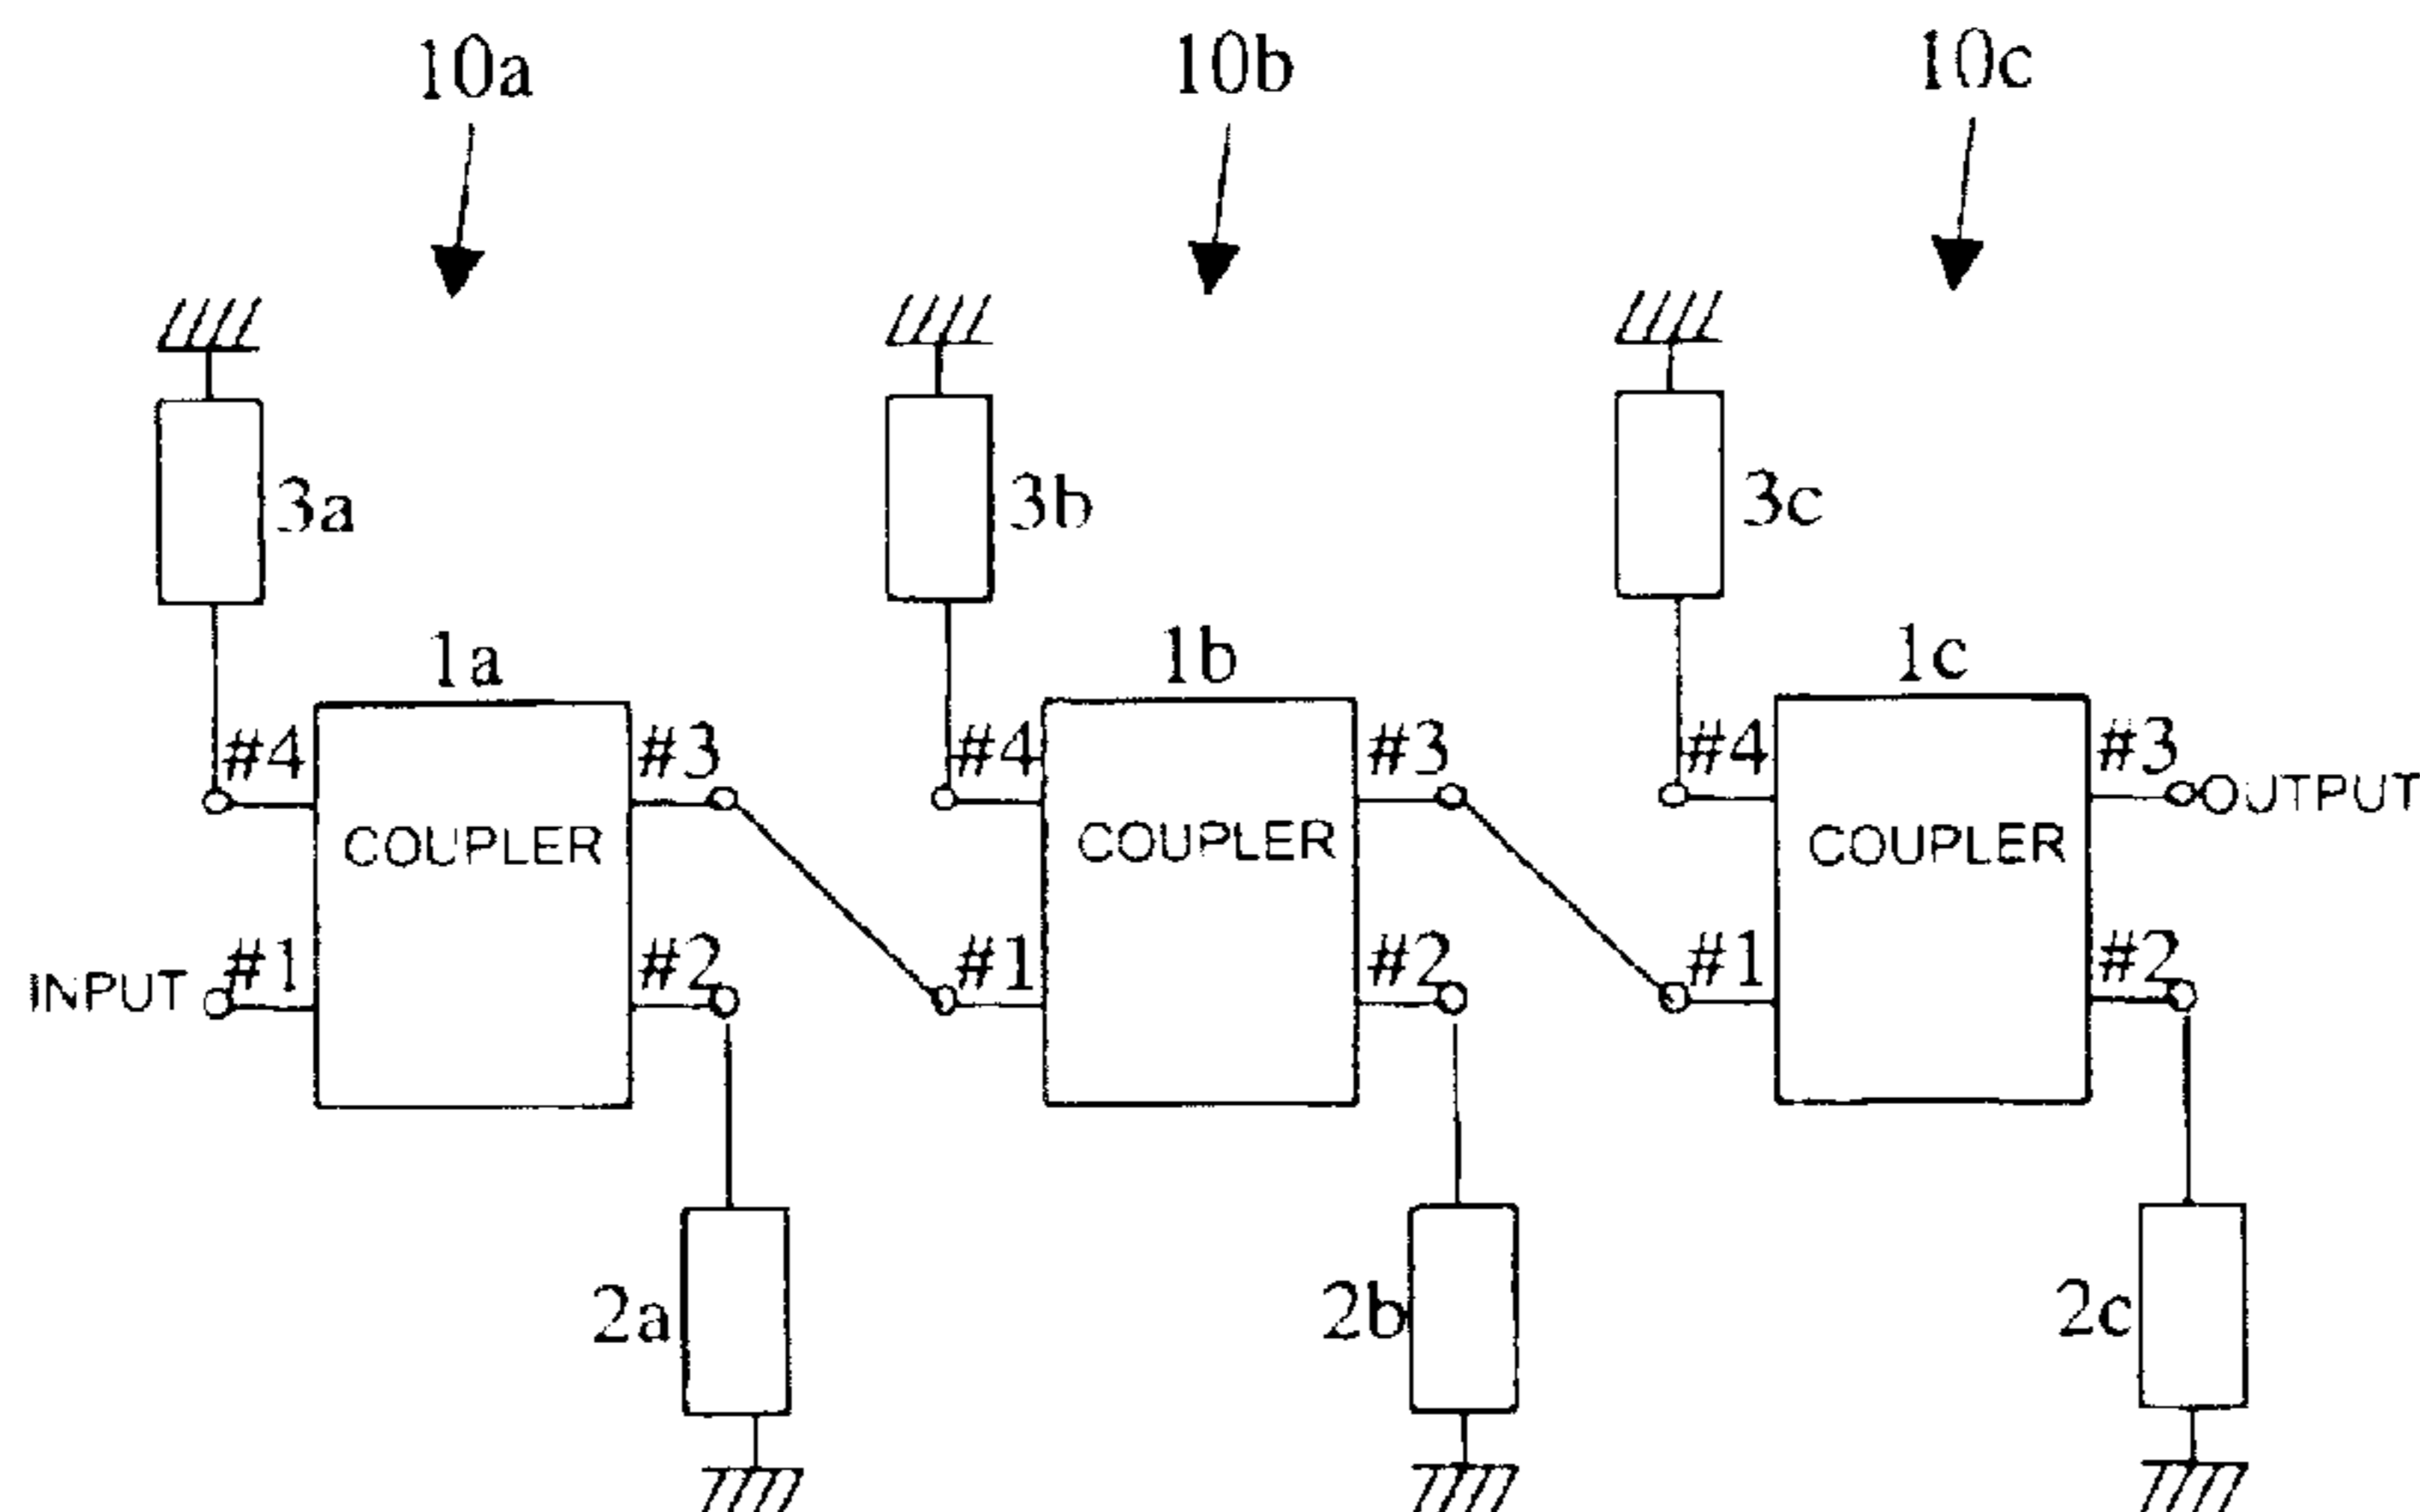 10a 10b 10c
3a 3b 3c
1a 1b 1c
#4 #3 #4 #3 #4 #3
OUTPUT
COUPLER COUPLER COUPLER
INPUT #1 #2 #1 #2 #1 #2
2a 2b 2c